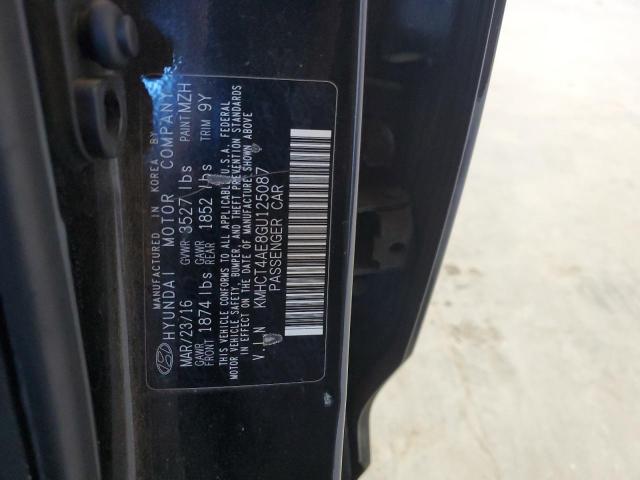 MANUFACTURED IN KOREA BY
HYUNDAI MOTOR COMPANY
MAR/23/16 GVWR 3527 lbs PAINT MZH
GAWR FRONT 1874 lbs GAWR REAR 1852 lbs TRIM 9Y
THIS VEHICLE CONFORMS TO ALL APPLICABLE U.S.A. FEDERAL
MOTOR VEHICLE SAFETY, BUMPER, AND THEFT PREVENTION STANDARDS
IN EFFECT ON THE DATE OF MANUFACTURE SHOWN ABOVE
V.I.N KMHCT4AE8GU125087
PASSENGER CAR